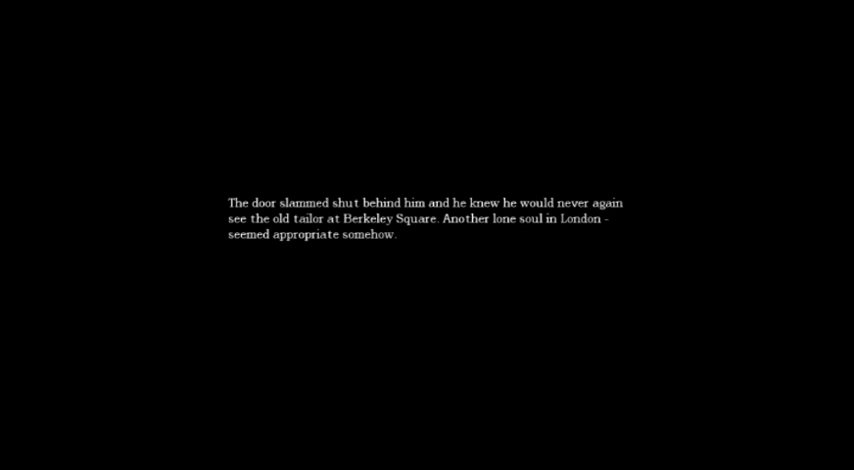 The door slammed shut behind him and he knew he would never again
see the old tailor at Berkeley Square. Another lone soul in London -
seemed appropriate somehow.